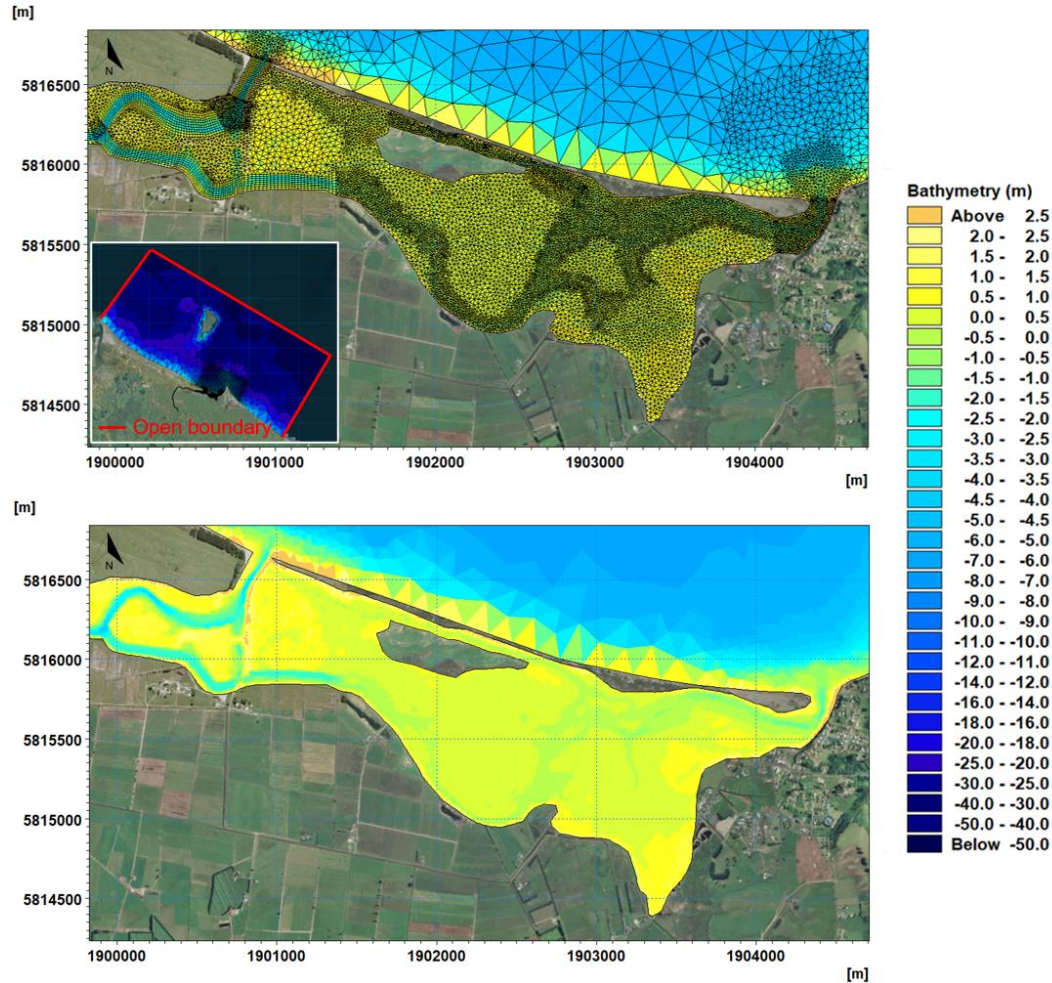 [m]
N
5816500
5816000
5815500
5815000
5814500
Open boundary
1900000 1901000 1902000 1903000 1904000
[m]
Bathymetry (m)
Above 2.5
2.0 - 2.5
1.5 - 2.0
1.0 - 1.5
0.5 - 1.0
0.0 - 0.5
-0.5 - 0.0
-1.0 - -0.5
-1.5 - -1.0
-2.0 - -1.5
-2.5 - -2.0
-3.0 - -2.5
-3.5 - -3.0
-4.0 - -3.5
-4.5 - -4.0
-5.0 - -4.5
-6.0 - -5.0
-7.0 - -6.0
-8.0 - -7.0
-9.0 - -8.0
-10.0 - -9.0
-11.0 - -10.0
-12.0 - -11.0
-14.0 - -12.0
-16.0 - -14.0
-18.0 - -16.0
-20.0 - -18.0
-25.0 - -20.0
-30.0 - -25.0
-40.0 - -30.0
-50.0 - -40.0
Below -50.0
[m]
N
5816500
5816000
5815500
5815000
5814500
1900000 1901000 1902000 1903000 1904000
[m]